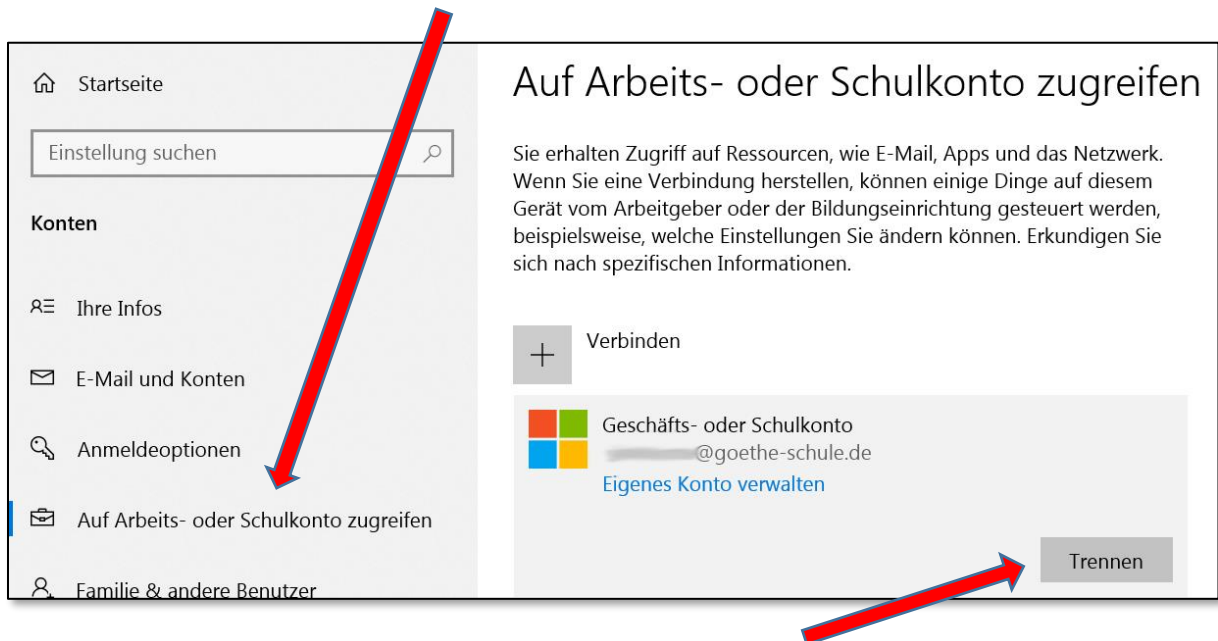 Startseite
Einstellung suchen
Konten
Ihre Infos
E-Mail und Konten
Anmeldeoptionen
Auf Arbeits- oder Schulkonto zugreifen
Familie & andere Benutzer
Auf Arbeits- oder Schulkonto zugreifen
Sie erhalten Zugriff auf Ressourcen, wie E-Mail, Apps und das Netzwerk.
Wenn Sie eine Verbindung herstellen, können einige Dinge auf diesem
Gerät vom Arbeitgeber oder der Bildungseinrichtung gesteuert werden,
beispielsweise, welche Einstellungen Sie ändern können. Erkundigen Sie
sich nach spezifischen Informationen.
Verbinden
Geschäfts- oder Schulkonto
@goethe-schule.de
Eigenes Konto verwalten
Trennen